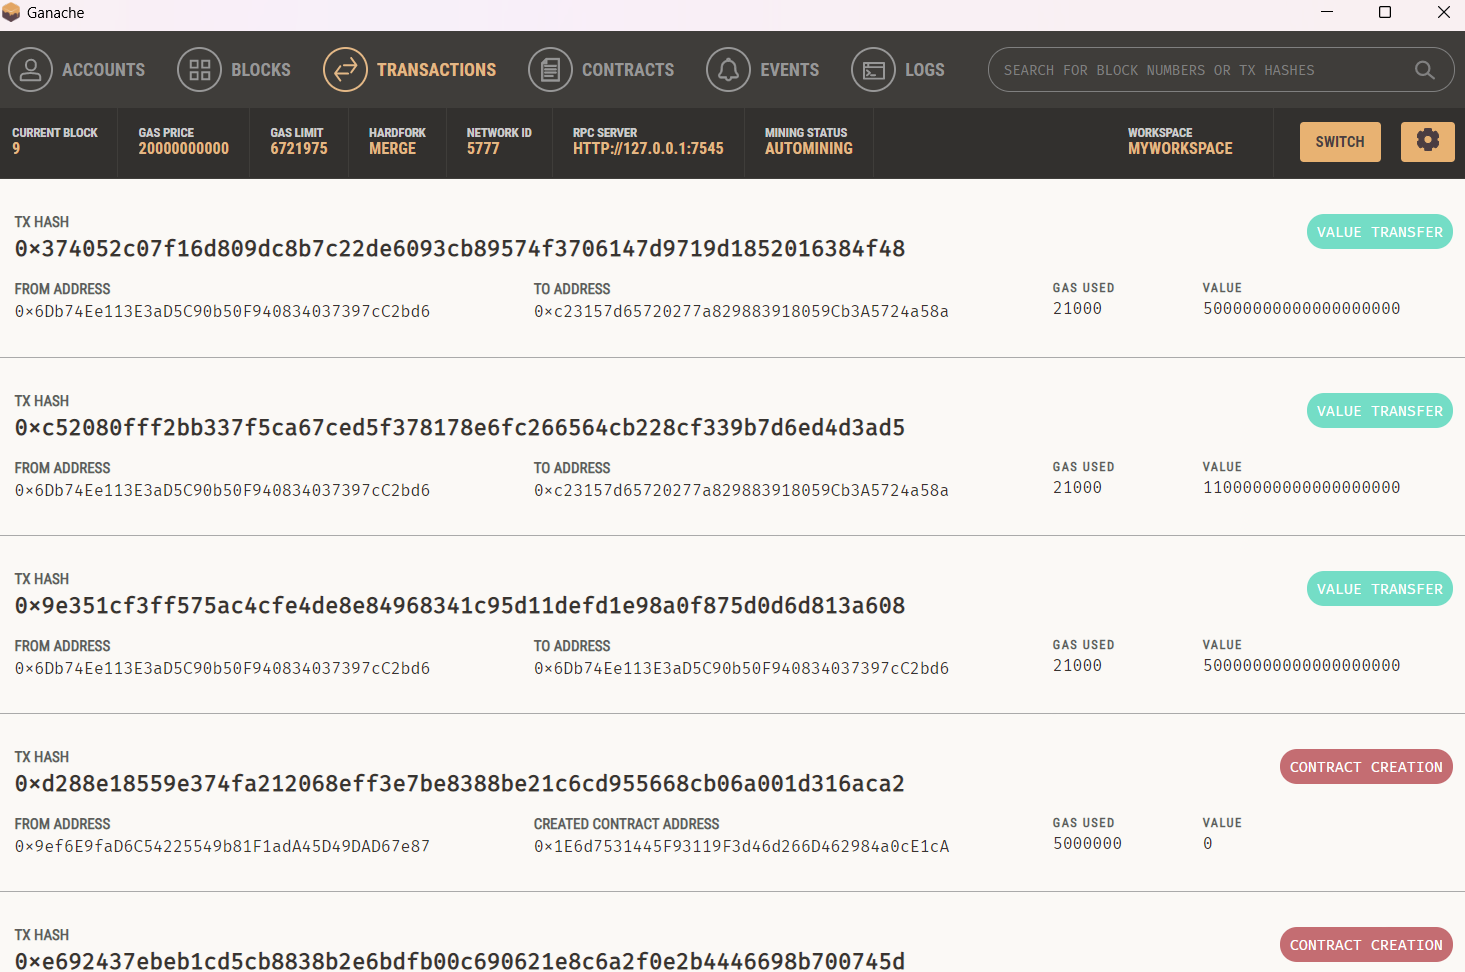 Ganache
ACCOUNTS BLOCKS TRANSACTIONS CONTRACTS EVENTS LOGS SEARCH FOR BLOCK NUMBERS OR TX HASHES
CURRENT BLOCK GAS PRICE GAS LIMIT HARDFORK NETWORK ID RPC SERVER MINING STATUS WORKSPACE
9 20000000000 6721975 MERGE 5777 HTTP://127.0.0.1:7545 AUTOMINING MYWORKSPACE SWITCH
TX HASH
0×374052c07f16d809dc8b7c22de6093cb89574f3706147d9719d1852016384f48 VALUE TRANSFER
FROM ADDRESS TO ADDRESS GAS USED VALUE
0×6Db74Ee113E3aD5C90b50F940834037397cC2bd6 0×c23157d65720277a829883918059Cb3A5724a58a 21000 50000000000000000000
TX HASH
0×c52080fff2bb337f5ca67ced5f378178e6fc266564cb228cf339b7d6ed4d3ad5 VALUE TRANSFER
FROM ADDRESS TO ADDRESS GAS USED VALUE
0×6Db74Ee113E3aD5C90b50F940834037397cC2bd6 0×c23157d65720277a829883918059Cb3A5724a58a 21000 11000000000000000000
TX HASH
0×9e351cf3ff575ac4cfe4de8e84968341c95d11defd1e98a0f875d0d6d813a608 VALUE TRANSFER
FROM ADDRESS TO ADDRESS GAS USED VALUE
0×6Db74Ee113E3aD5C90b50F940834037397cC2bd6 0×6Db74Ee113E3aD5C90b50F940834037397cC2bd6 21000 50000000000000000000
TX HASH
0×d288e18559e374fa212068eff3e7be8388be21c6cd955668cb06a001d316aca2 CONTRACT CREATION
FROM ADDRESS CREATED CONTRACT ADDRESS GAS USED VALUE
0×9ef6E9faD6C54225549b81F1adA45D49DAD67e87 0×1E6d7531445F93119F3d46d266D462984a0cE1cA 5000000 0
TX HASH
0×e692437ebeb1cd5cb8838b2e6bdfb00c690621e8c6a2f0e2b4446698b700745d CONTRACT CREATION